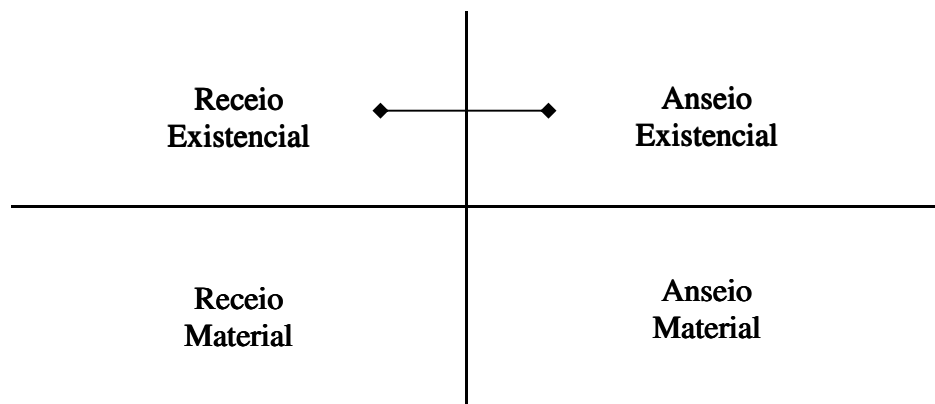 Receio
Existencial
Anseio
Existencial
Receio
Material
Anseio
Material